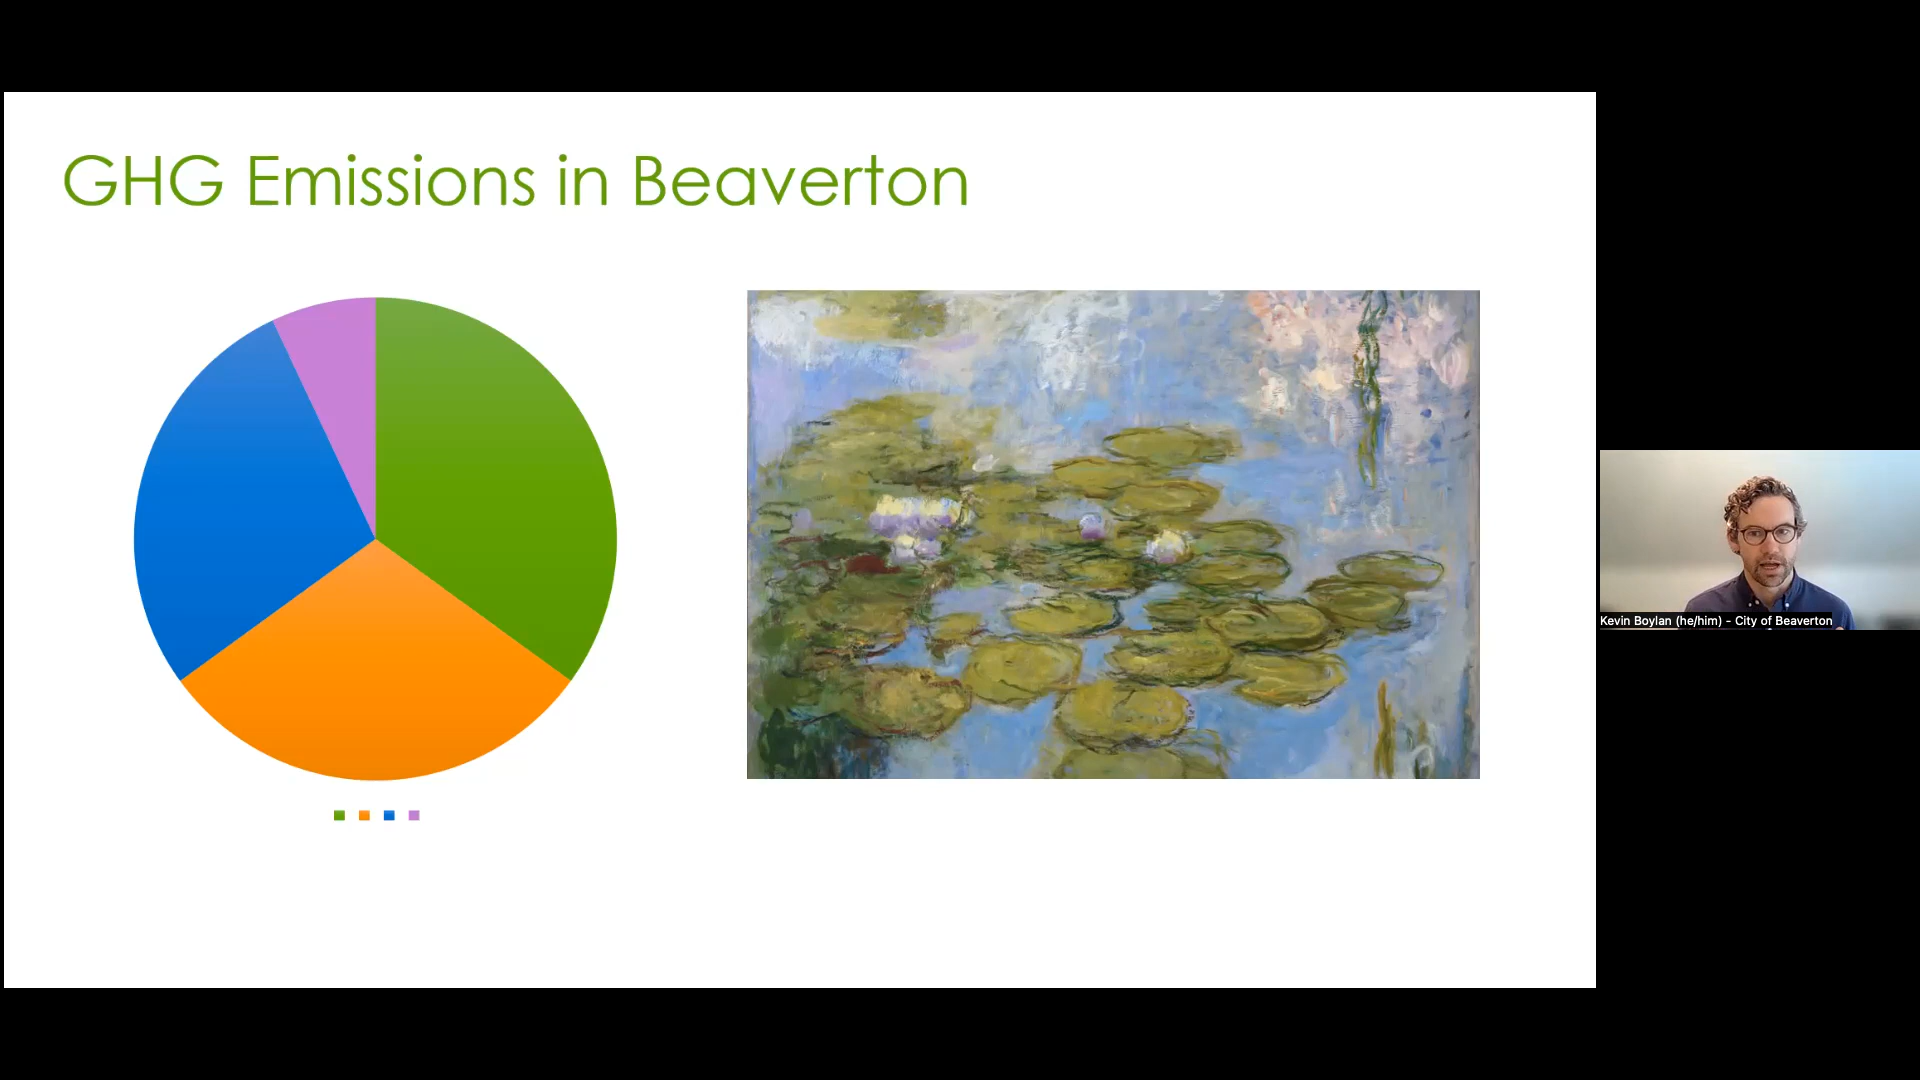 GHG Emissions in Beaverton
Kevin Boylan (he/him) - City of Beaverton